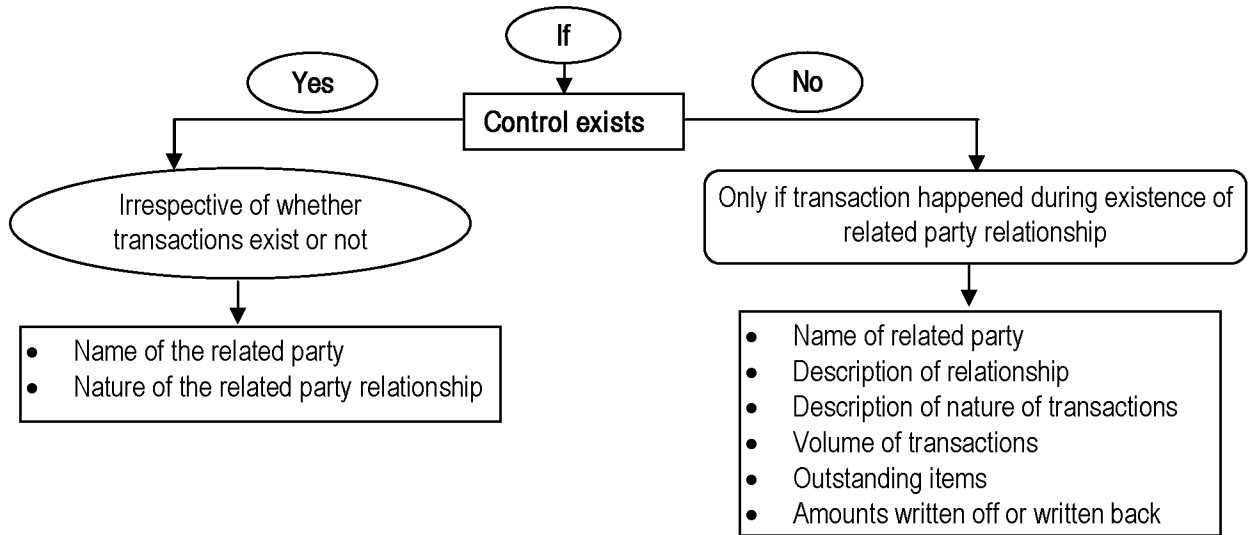 If
Yes
No
Control exists
Irrespective of whether
transactions exist or not
Only if transaction happened during existence of
related party relationship
• Name of the related party
• Nature of the related party relationship
• Name of related party
• Description of relationship
• Description of nature of transactions
• Volume of transactions
• Outstanding items
• Amounts written off or written back